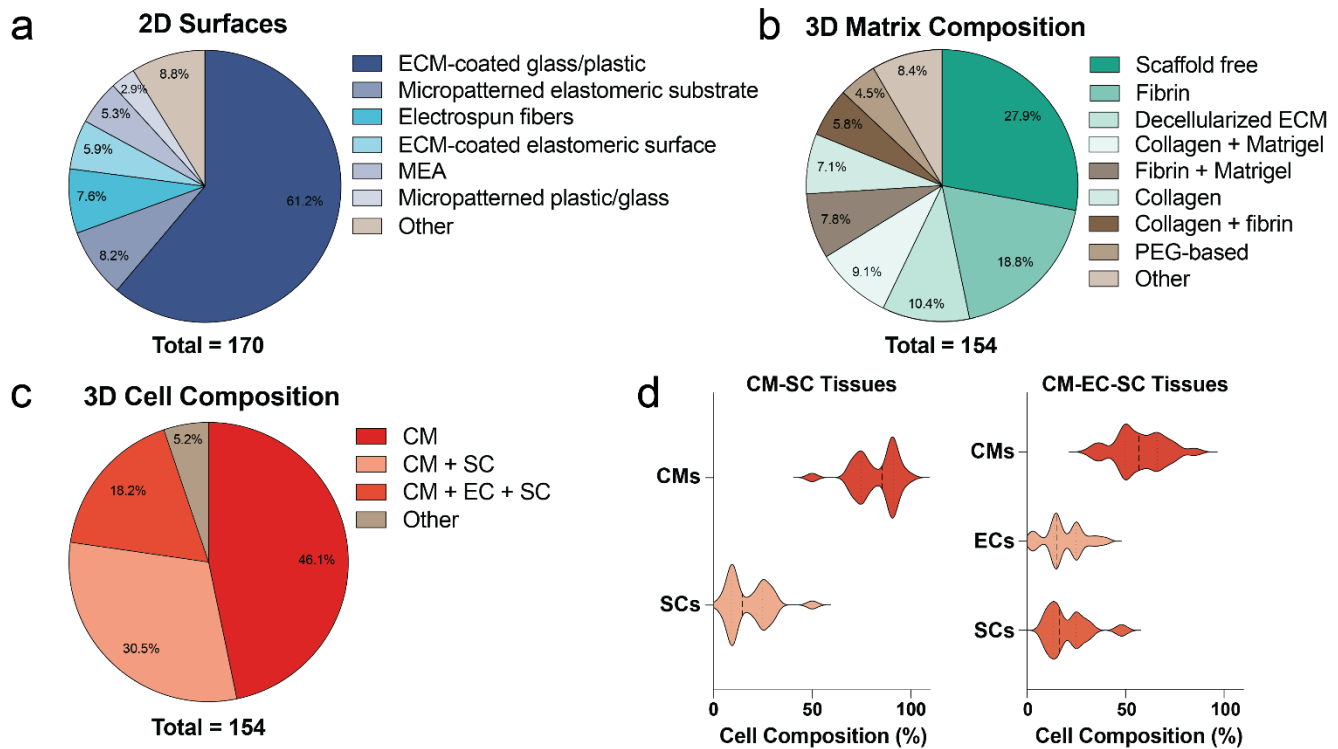 a
2D Surfaces
8.8%
2.9%
5.3%
5.9%
7.6%
8.2%
61.2%
ECM-coated glass/plastic
Micropatterned elastomeric substrate
Electrospun fibers
ECM-coated elastomeric surface
MEA
Micropatterned plastic/glass
Other
Total = 170
b
3D Matrix Composition
8.4%
4.5%
5.8%
7.1%
7.8%
9.1%
10.4%
18.8%
27.9%
Scaffold free
Fibrin
Decellularized ECM
Collagen + Matrigel
Fibrin + Matrigel
Collagen
Collagen + fibrin
PEG-based
Other
Total = 154
c
3D Cell Composition
5.2%
18.2%
46.1%
30.5%
CM
CM + SC
CM + EC + SC
Other
Total = 154
d
CM-SC Tissues
CMs
SCs
0 50 100
Cell Composition (%)
CM-EC-SC Tissues
CMs
ECs
SCs
0 50 100
Cell Composition (%)